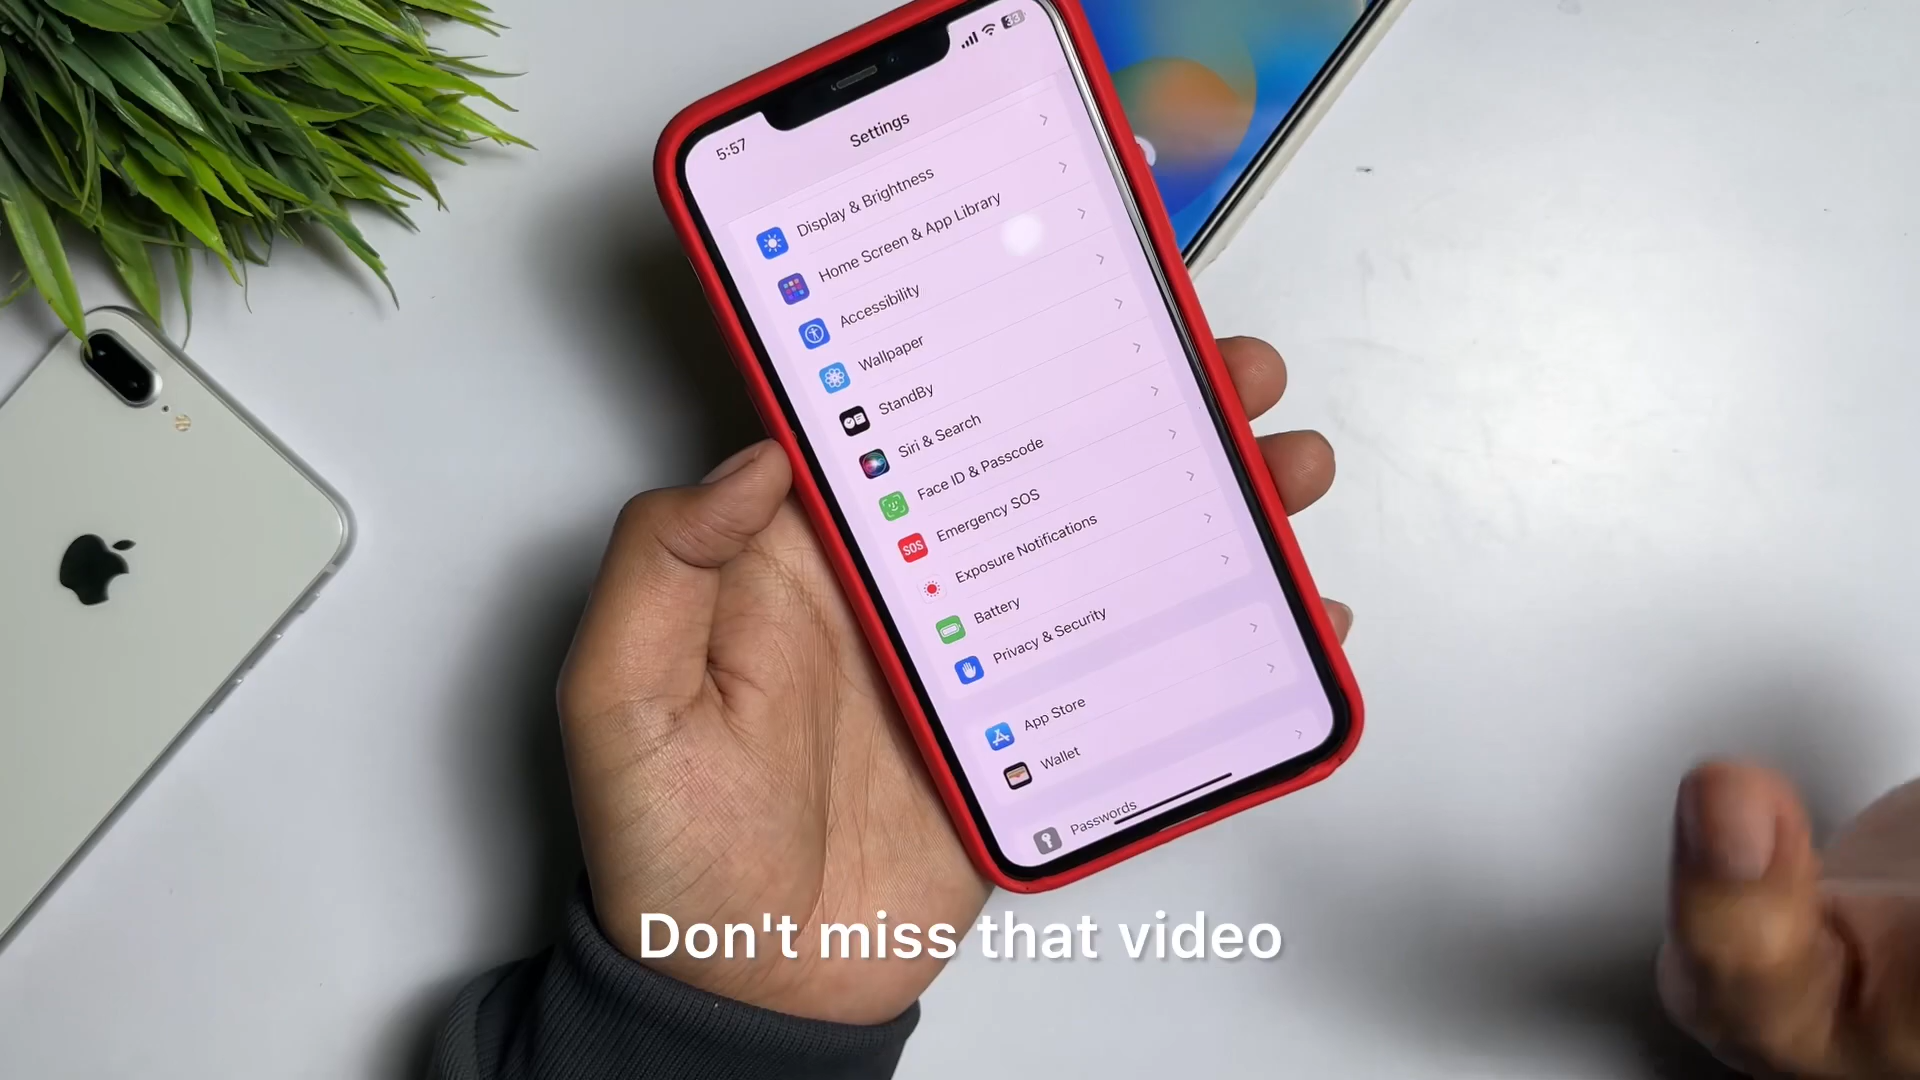 33
5:57
Settings
Display & Brightness
Home Screen & App Library
Accessibility
Wallpaper
StandBy
Siri & Search
Face ID & Passcode
SOS
Emergency SOS
Exposure Notifications
Battery
Privacy & Security
App Store
Wallet
Passwords
Don't miss that video